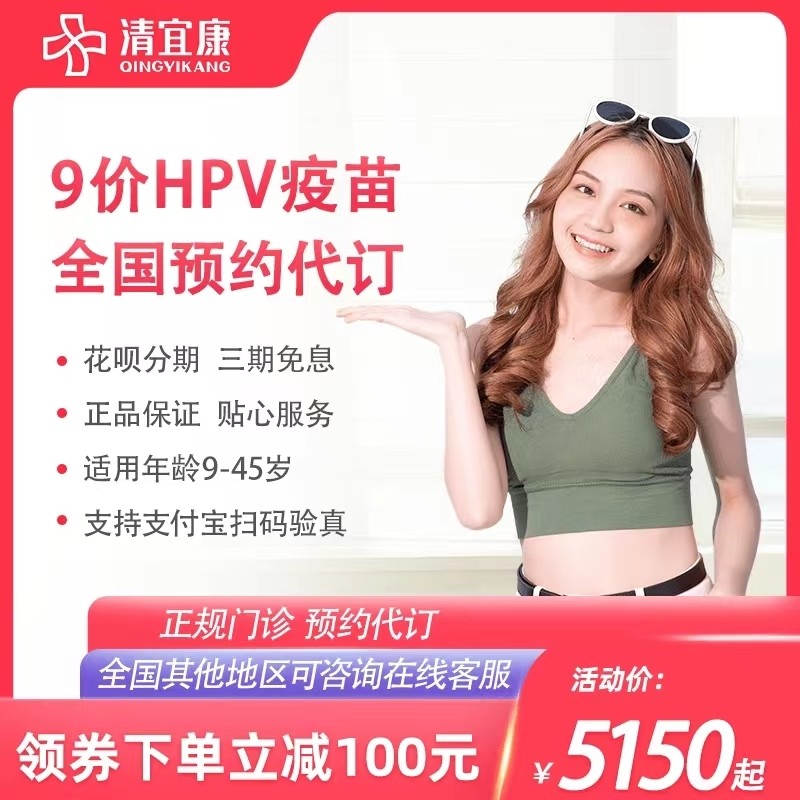 清宜康
QINGYIKANG
9价HPV疫苗
全国预约代订
花呗分期 三期免息
正品保证 贴心服务
适用年龄9-45岁
支持支付宝扫码验真
正规门诊 预约代订
全国其他地区可咨询在线客服
活动价:
领券下单立减100元
¥5150起